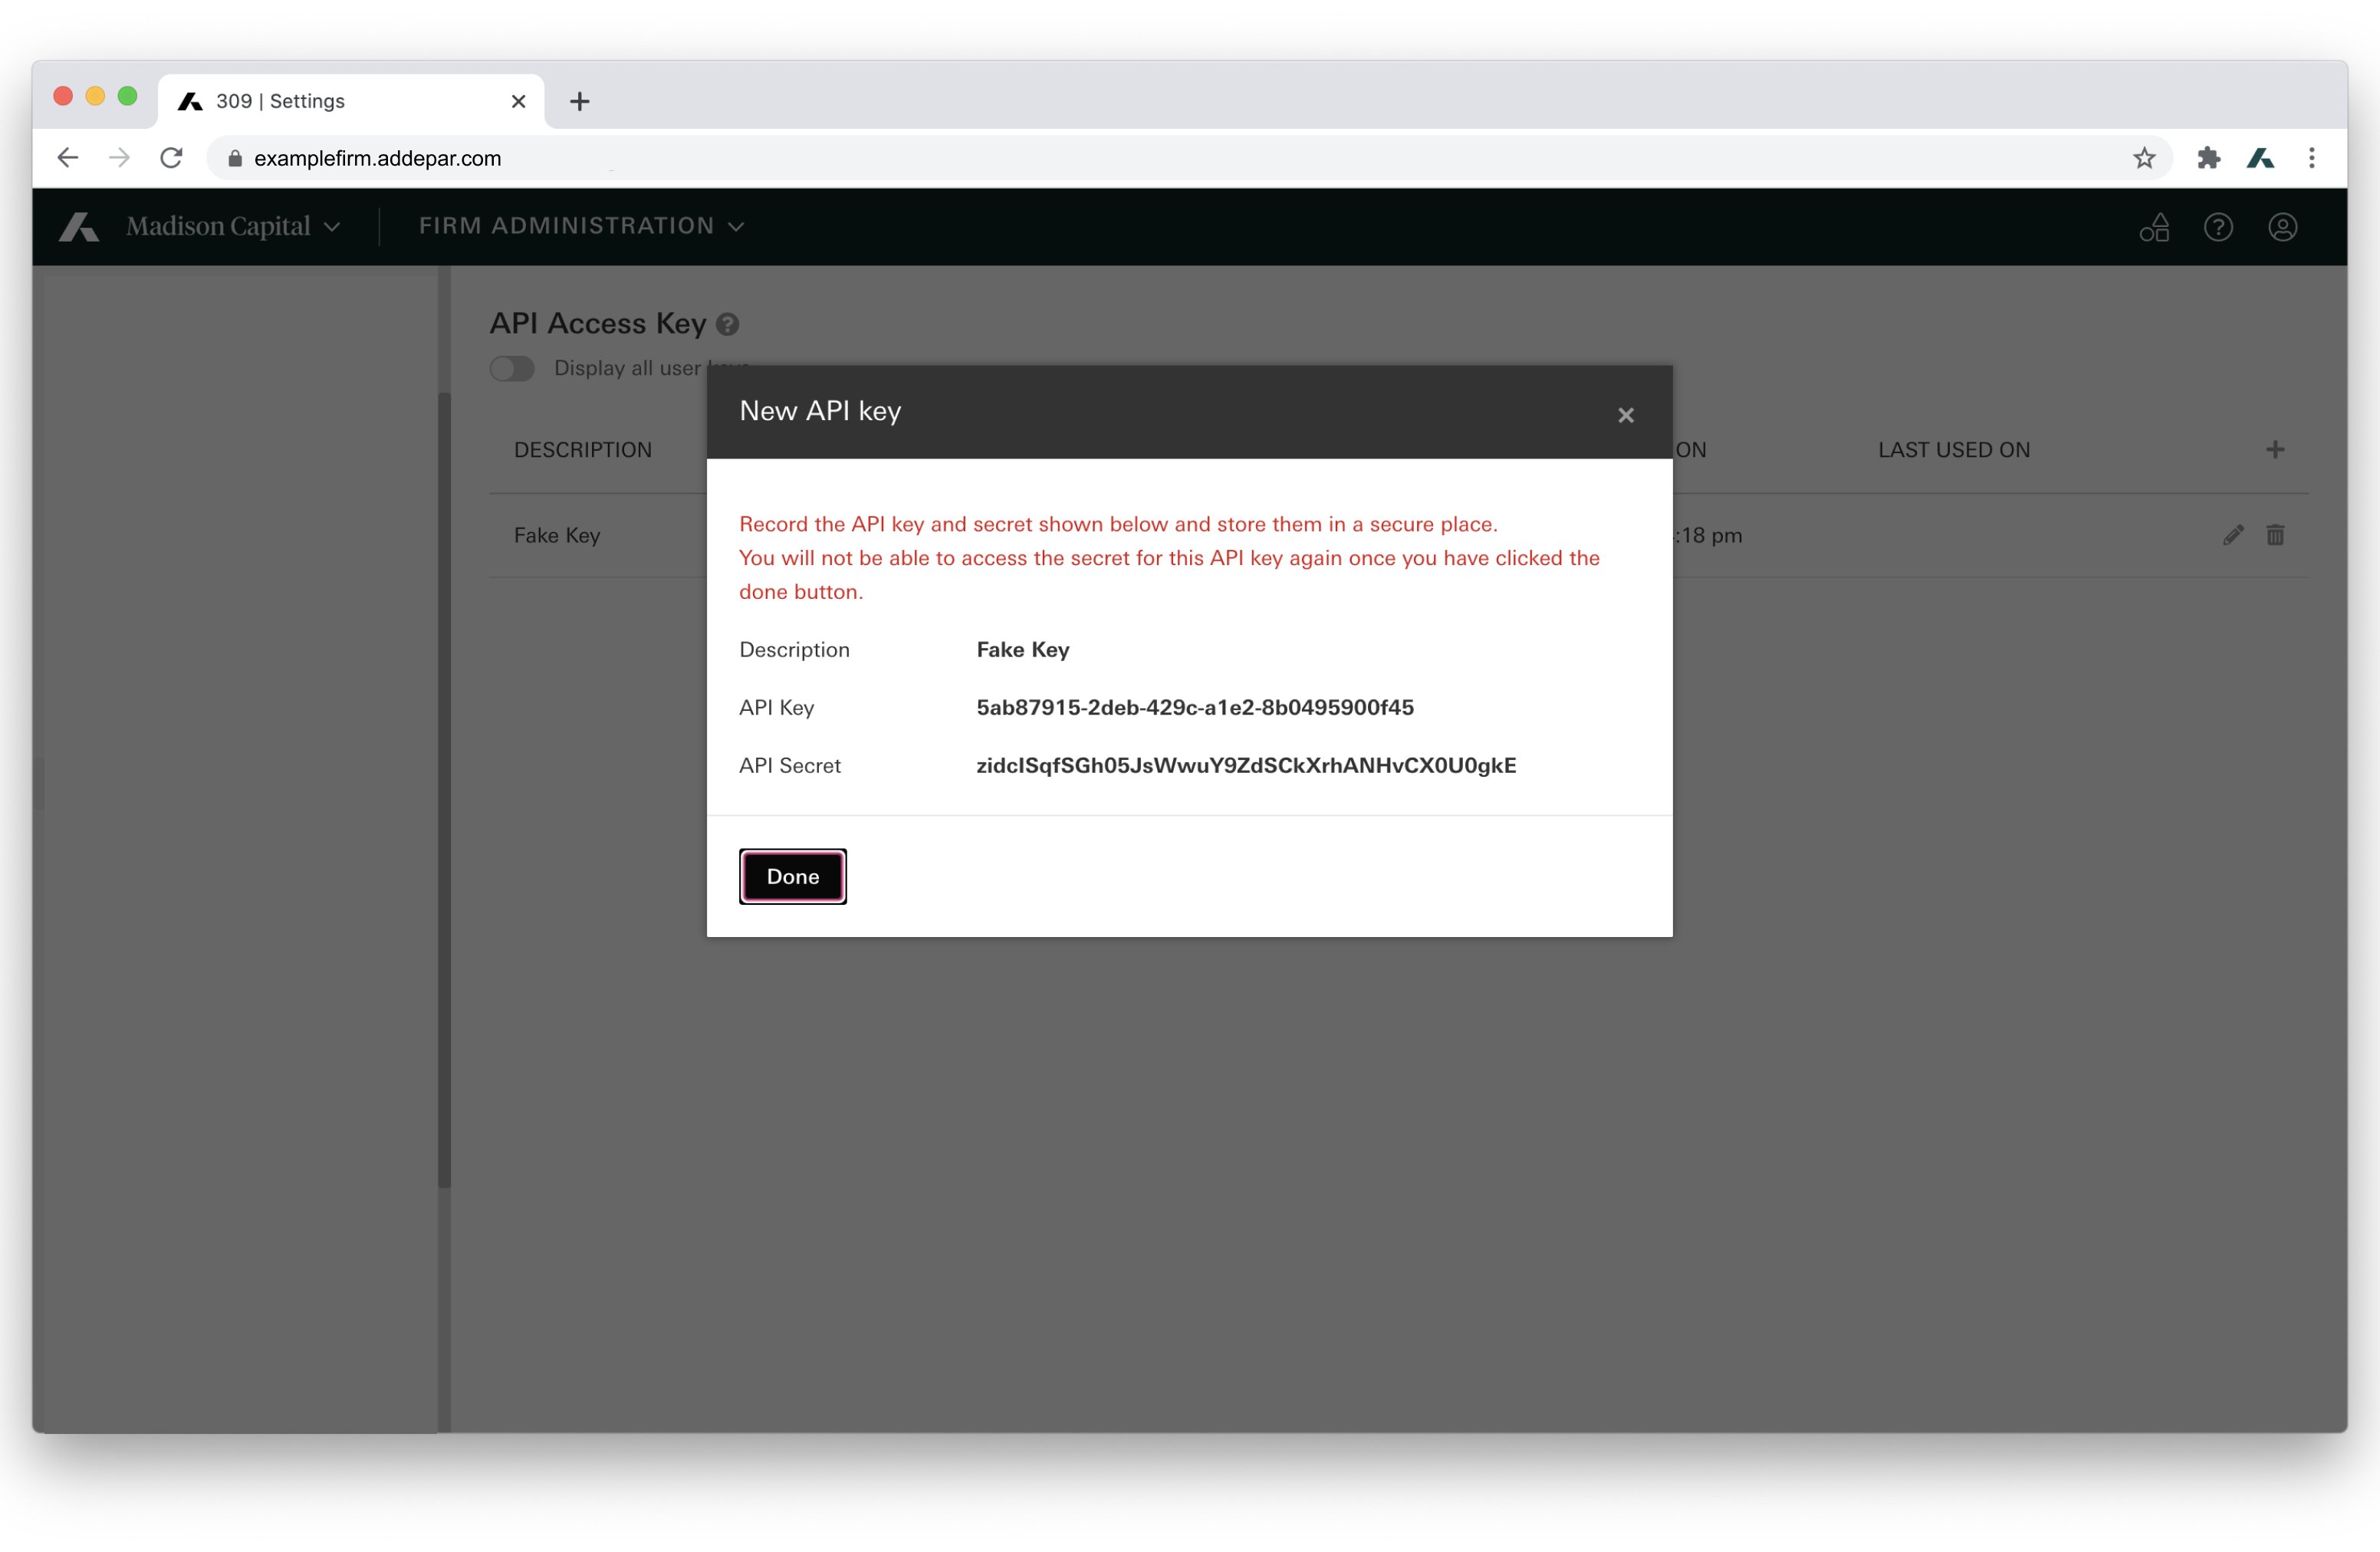 309 | Settings
examplefirm.addepar.com
Madison Capital
FIRM ADMINISTRATION
API Access Key
Display all user
New API key
DESCRIPTION
ON
LAST USED ON
Fake Key
:18 pm
Record the API key and secret shown below and store them in a secure place.
You will not be able to access the secret for this API key again once you have clicked the
done button.
Description Fake Key
API Key 5ab87915-2deb-429c-a1e2-8b0495900f45
API Secret zidcISqfSGh05JsWwuY9ZdSCkXrhANHvCX0U0gkE
Done